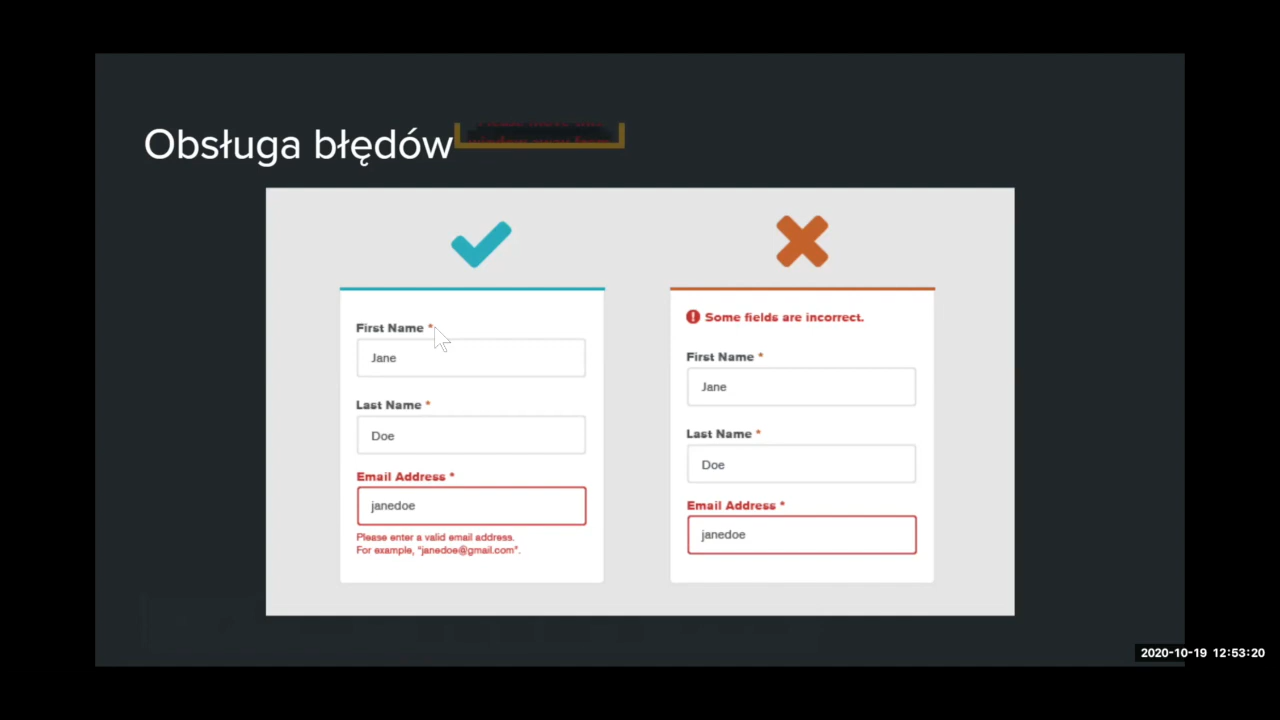 Obsługa błędów
First Name *
Jane
Last Name *
Doe
Email Address *
janedoe
Please enter a valid email address.
For example, "janedoe@gmail.com".
Some fields are incorrect.
First Name *
Jane
Last Name *
Doe
Email Address *
janedoe
2020-10-19 12:53:20